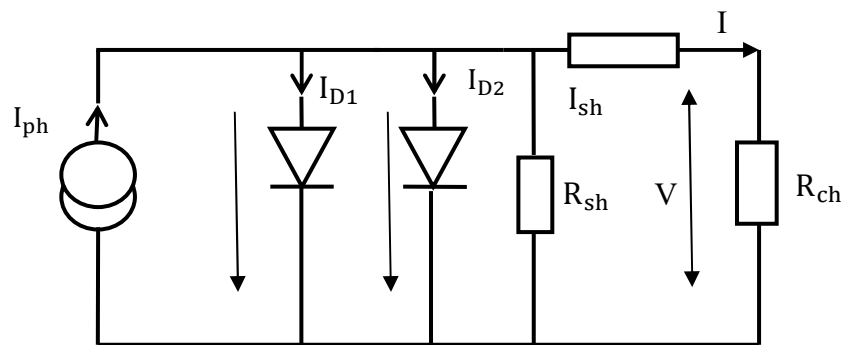 I
I_D1
I_D2
I_sh
I_ph
R_sh
V
R_ch